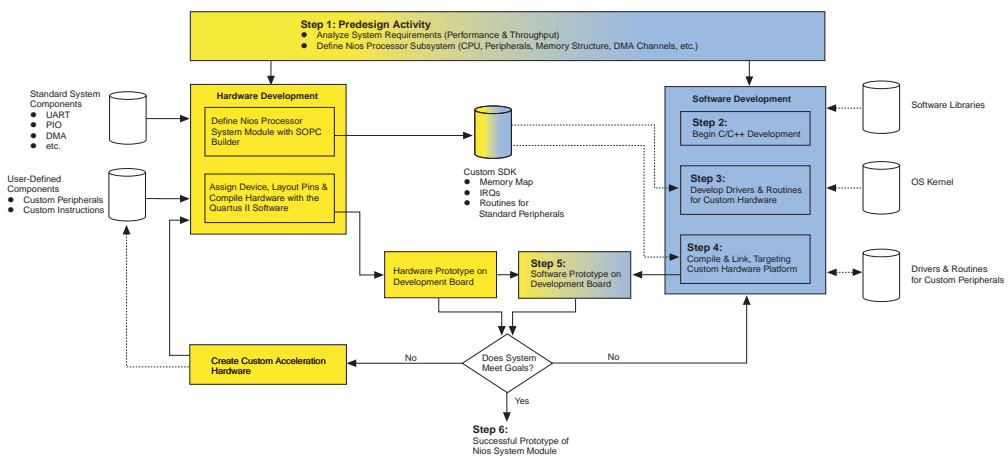 Step 1: Predesign Activity
● Analyze System Requirements (Performance & Throughput)
● Define Nios Processor Subsystem (CPU, Peripherals, Memory Structure, DMA Channels, etc.)
Standard System
Components
● UART
● PIO
● DMA
● etc.
User-Defined
Components
● Custom Peripherals
● Custom Instructions
Hardware Development
Define Nios Processor
System Module with SOPC
Builder
Assign Device, Layout Pins &
Compile Hardware with the
Quartus II Software
Custom SDK
● Memory Map
● IRQs
● Routines for
Standard Peripherals
Software Development
Step 2:
Begin C/C++ Development
Step 3:
Develop Drivers & Routines
for Custom Hardware
Step 4:
Compile & Link, Targeting
Custom Hardware Platform
Software Libraries
OS Kernel
Drivers & Routines
for Custom Peripherals
Hardware Prototype on
Development Board
Step 5:
Software Prototype on
Development Board
Create Custom Acceleration
Hardware
No
Does System
Meet Goals?
No
Yes
Step 6:
Successful Prototype of
Nios System Module